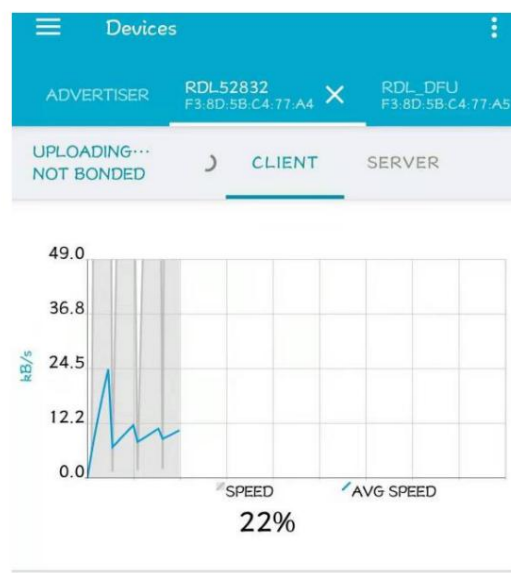 Devices
ADVERTISER
RDL52832
F3:8D:5B:C4:77:A4
RDL_DFU
F3:8D:5B:C4:77:A5
UPLOADING...
NOT BONDED
CLIENT
SERVER
49.0
36.8
24.5
12.2
0.0
kB/s
SPEED
AVG SPEED
22%